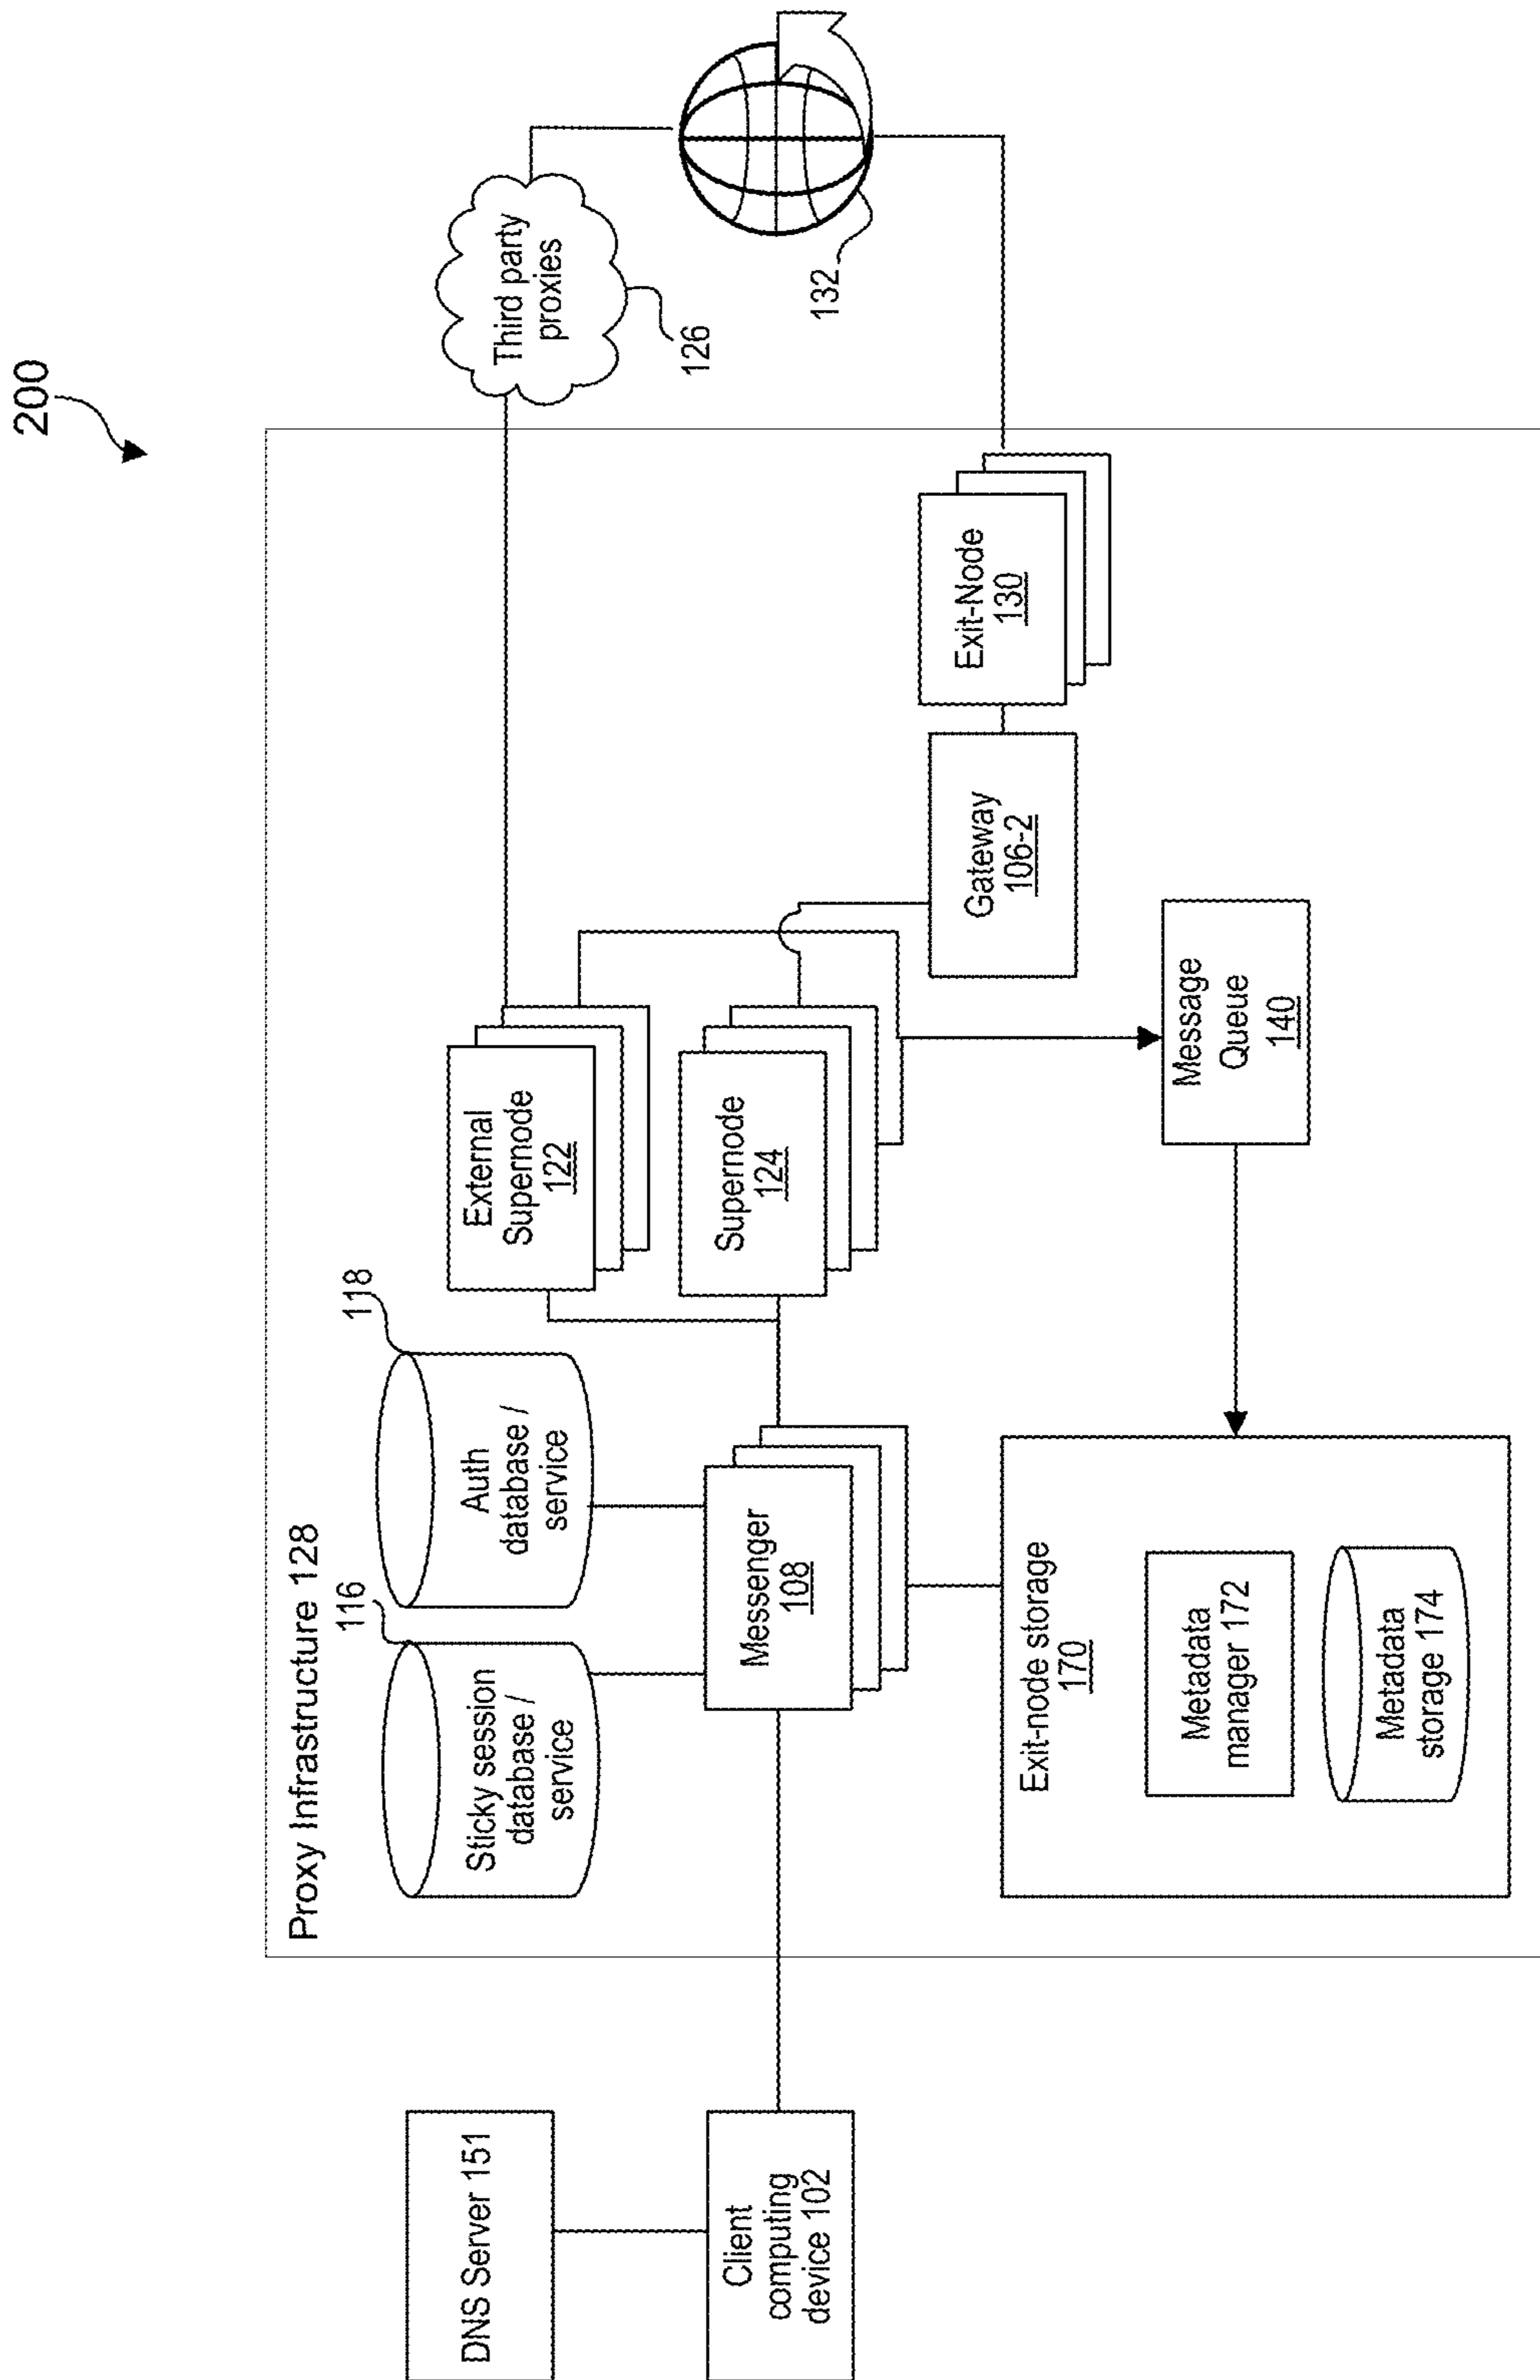 200
Proxy Infrastructure 128
DNS Server 151
Client
computing
device 102
116
Sticky session
database /
service
118
Auth
database /
service
Messenger
108
Exit-node storage
170
Metadata
manager 172
Metadata
storage 174
External
Supernode
122
Supernode
124
Message
Queue
140
Gateway
106-2
Exit-Node
130
Third party
proxies
126
132